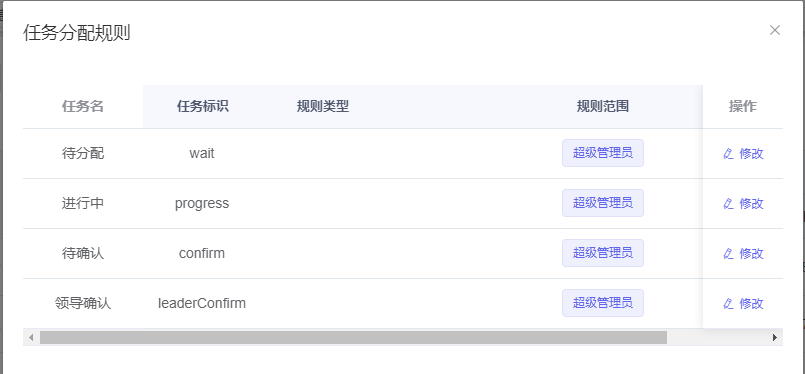 任务分配规则
任务名 任务标识 规则类型 规则范围 操作
待分配 wait 超级管理员 修改
进行中 progress 超级管理员 修改
待确认 confirm 超级管理员 修改
领导确认 leaderConfirm 超级管理员 修改